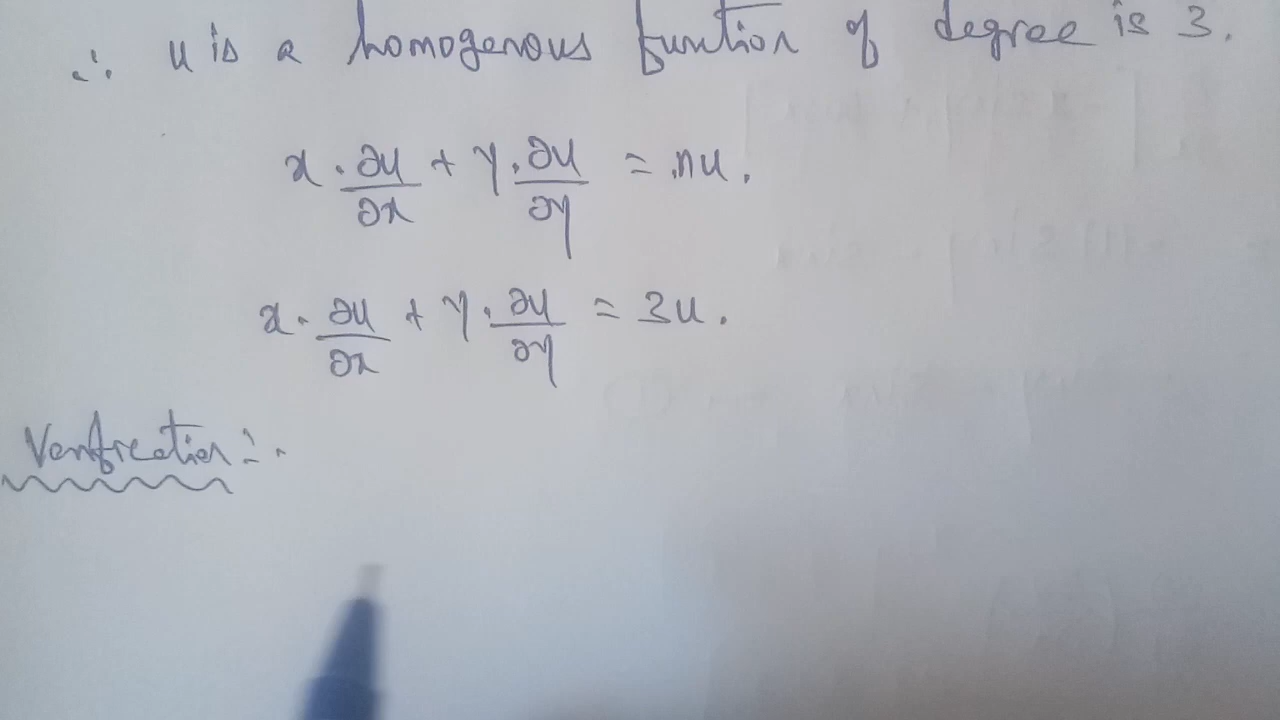 ∴ u is a homogenous function of degree is 3.
x · ∂u/∂x + y · ∂u/∂y = nu.
x · ∂u/∂x + y · ∂u/∂y = 3u.
Verification :-